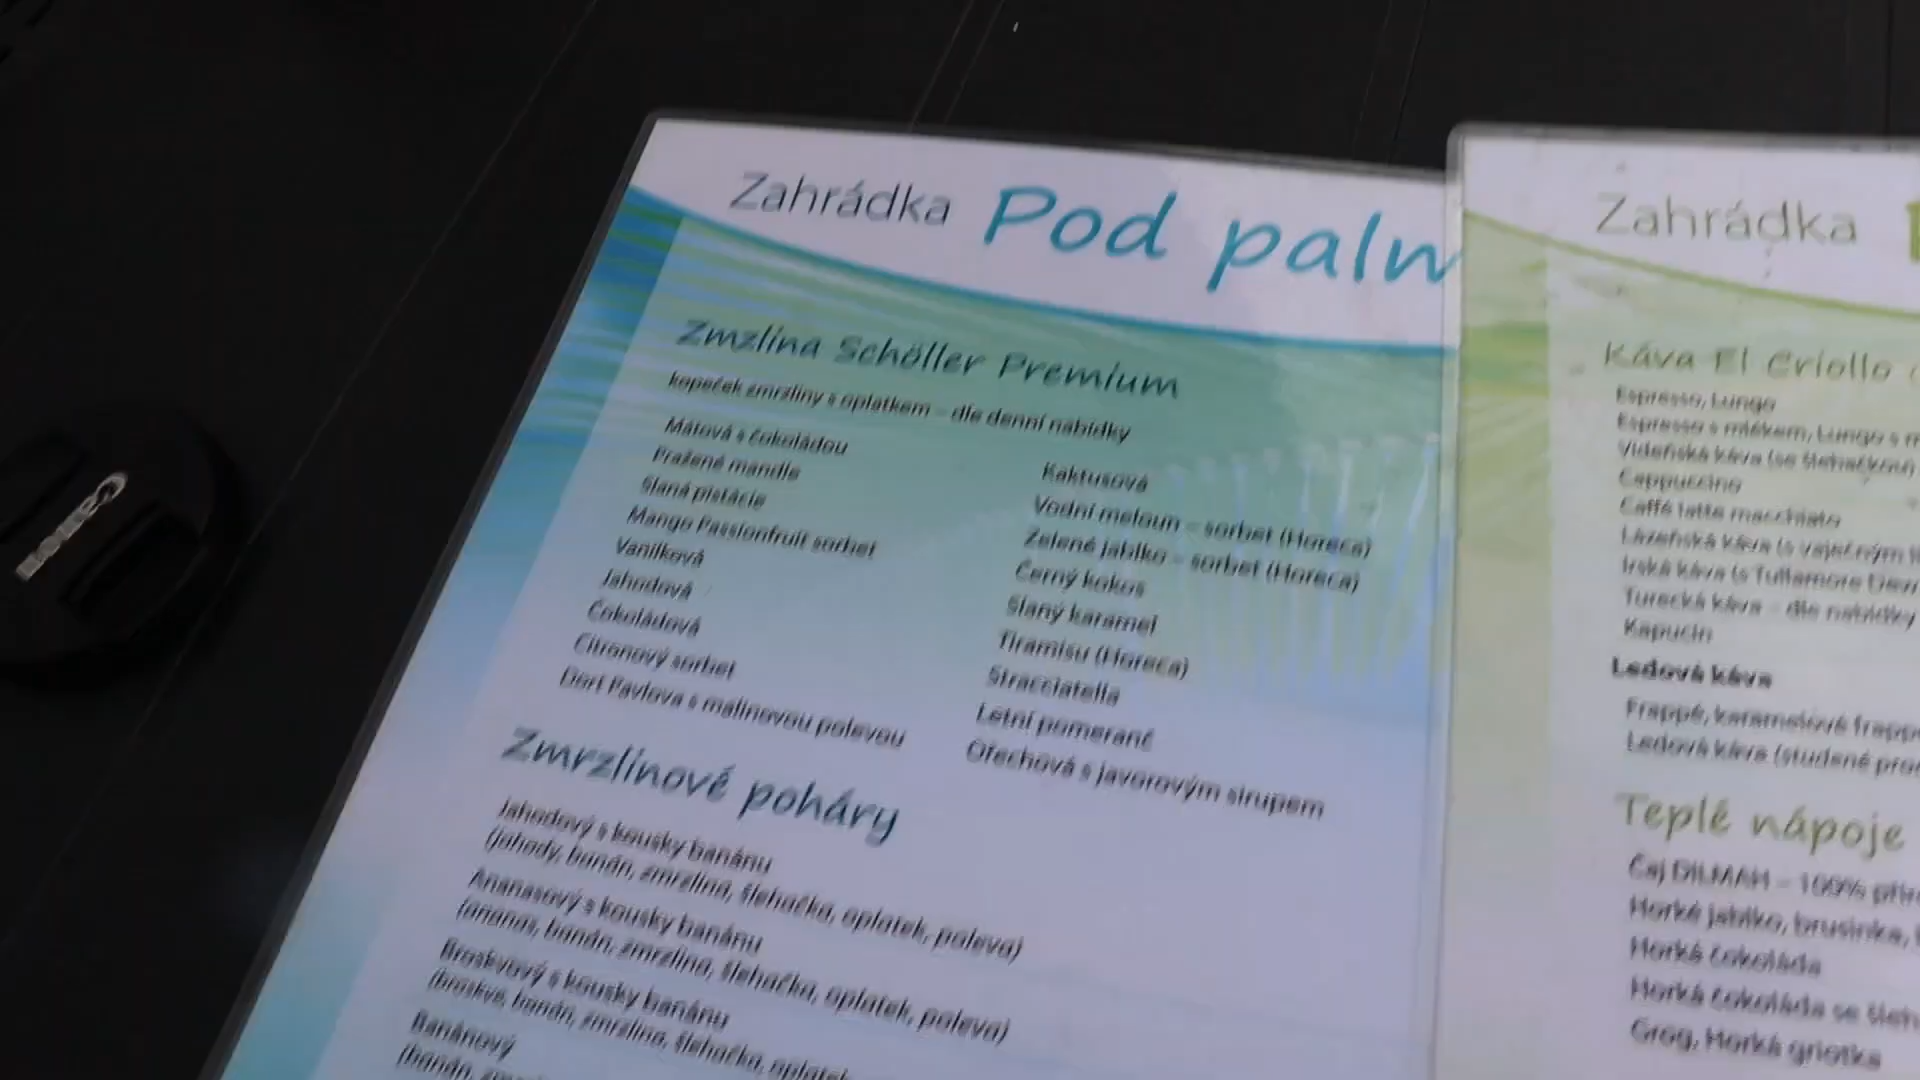 Zahrádka Pod palm
Zmzlina Schöller Premium
kopeček zmrzliny s oplatkem – dle denní nabídky
Mátová s čokoládou
Pražené mandle
Slaná pistácie
Mango Passionfruit sorbet
Vanilková
Jahodová
Čokoládová
Citronový sorbet
Dort Pavlova s malinovou polevou
Kaktusová
Vodní meloun – sorbet (Horeca)
Zelené jablko – sorbet (Horeca)
Černý kokos
Slaný karamel
Tiramisu (Horeca)
Stracciatella
Letní pomeranč
Ořechová s javorovým sirupem
Zmrzlinové poháry
Jahodový s kousky banánu
(jahody, banán, zmrzlina, šlehačka, oplatek, poleva)
Ananasový s kousky banánu
(ananas, banán, zmrzlina, šlehačka, oplatek, poleva)
Broskvový s kousky banánu
(broskve, banán, zmrzlina, šlehačka, oplatek
Banánový
(banán,
Zahrádka
Káva El Criollo
Espresso, Lungo
Espresso s mlékem, Lungo s
Vídeňská káva (se šlehačkou)
Cappuccino
Caffé latte macchiato
Lázeňská káva (s vaječným
Irská káva (s Tullamore Dew)
Turecká káva – dle nabídky
Kapucín
Ledová káva
Frappé, karamelové frappé
Ledová káva (studené
Teplé nápoje
Čaj DILMAH – 100%
Horké jablko, brusinka,
Horká čokoláda
Horká čokoláda se
Grog, Horká griotka